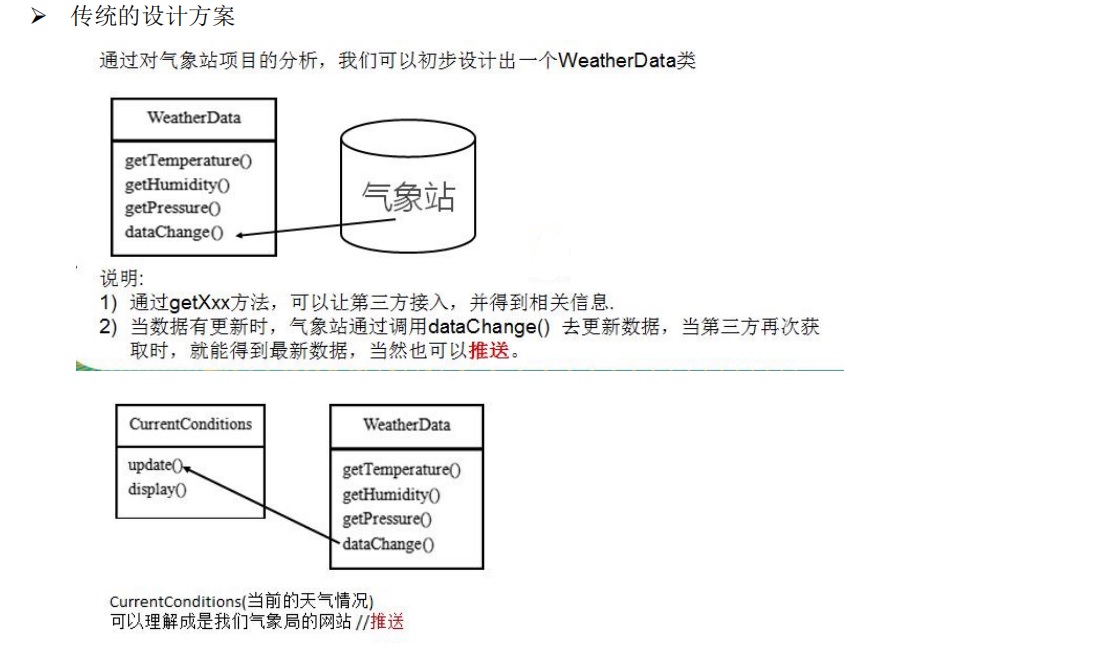 ➢ 传统的设计方案
通过对气象站项目的分析，我们可以初步设计出一个WeatherData类
WeatherData
getTemperature()
getHumidity()
getPressure()
dataChange()
气象站
说明:
1) 通过getXxx方法，可以让第三方接入，并得到相关信息.
2) 当数据有更新时，气象站通过调用dataChange() 去更新数据，当第三方再次获
取时，就能得到最新数据，当然也可以推送。
CurrentConditions
update()
display()
WeatherData
getTemperature()
getHumidity()
getPressure()
dataChange()
CurrentConditions(当前的天气情况)
可以理解成是我们气象局的网站 //推送